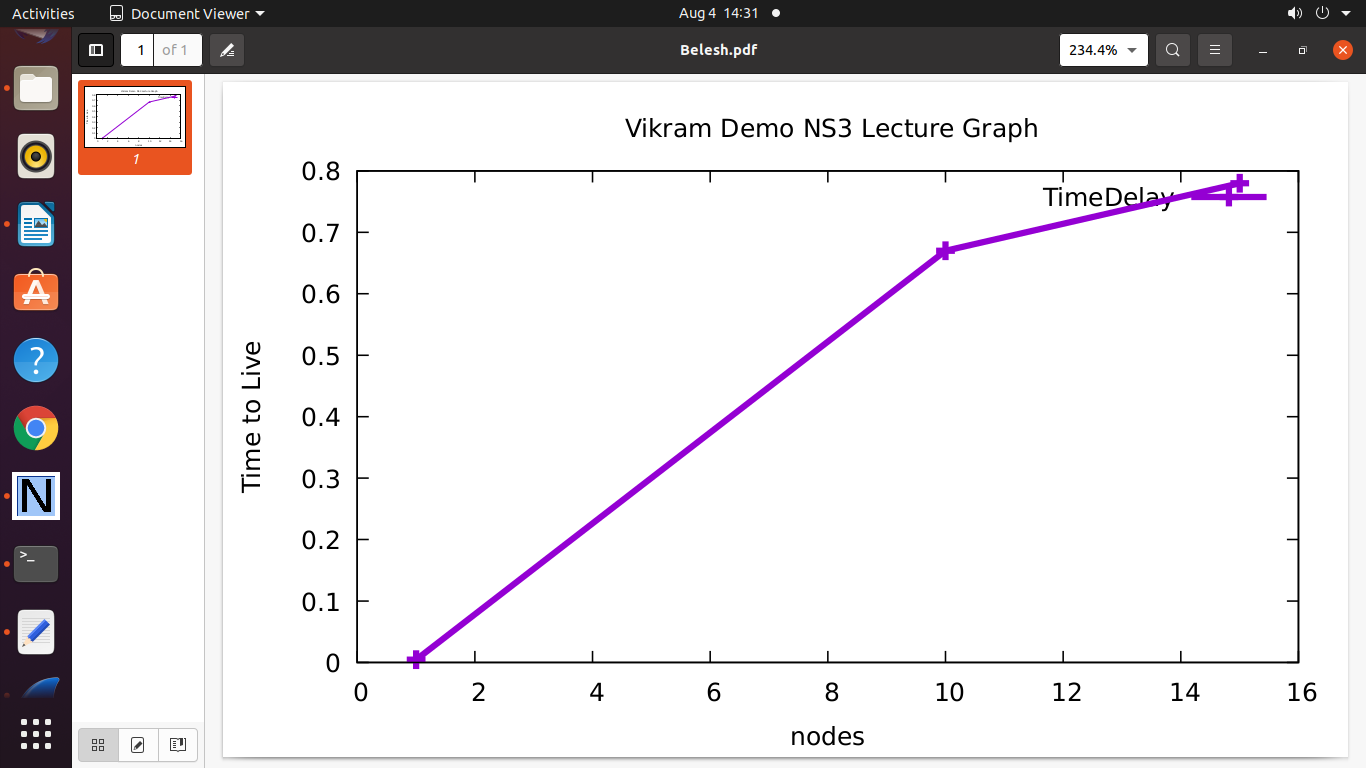 Activities Document Viewer Aug 4 14:31
1 of 1 Belesh.pdf 234.4%
1
Vikram Demo NS3 Lecture Graph
TimeDelay
Time to Live
0.8
0.7
0.6
0.5
0.4
0.3
0.2
0.1
0
0 2 4 6 8 10 12 14 16
nodes